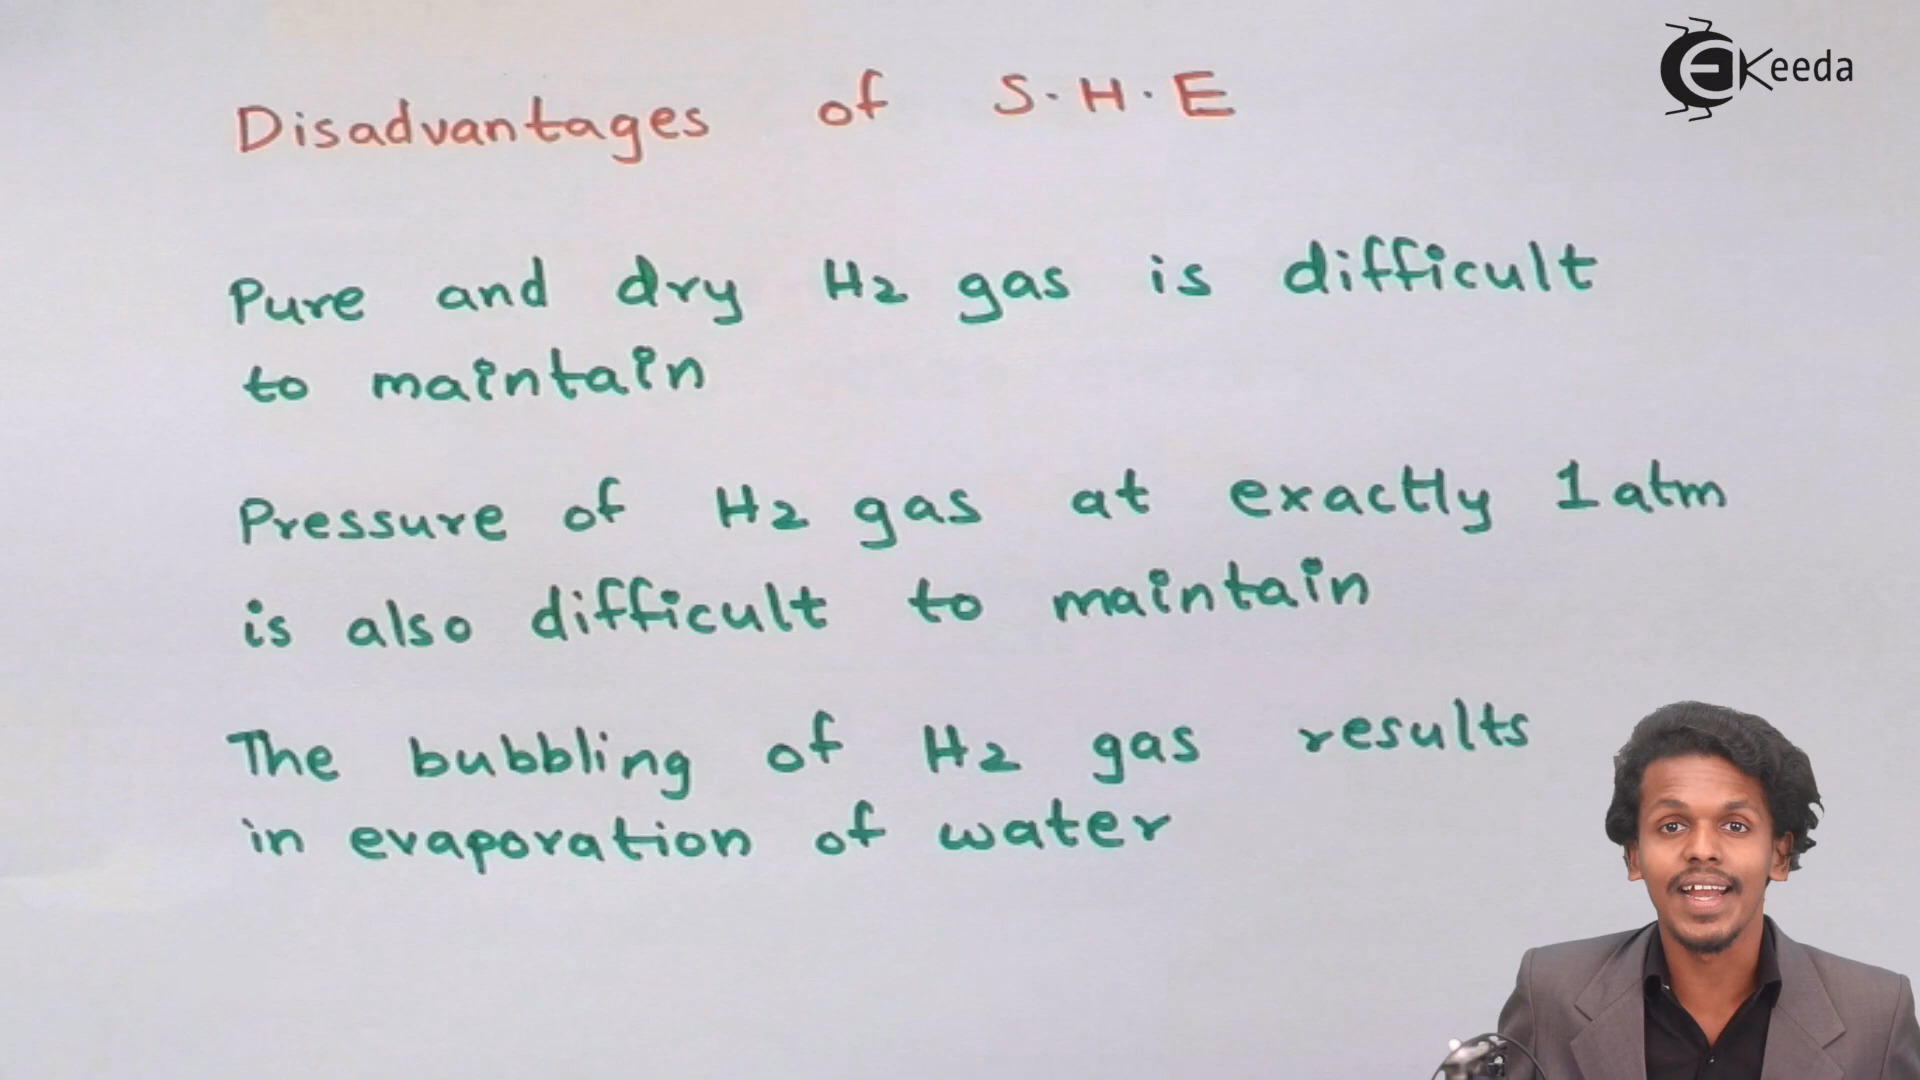 EKeeda
Disadvantages of S.H.E
Pure and dry H2 gas is difficult
to maintain
Pressure of H2 gas at exactly 1 atm
is also difficult to maintain
The bubbling of H2 gas results
in evaporation of water